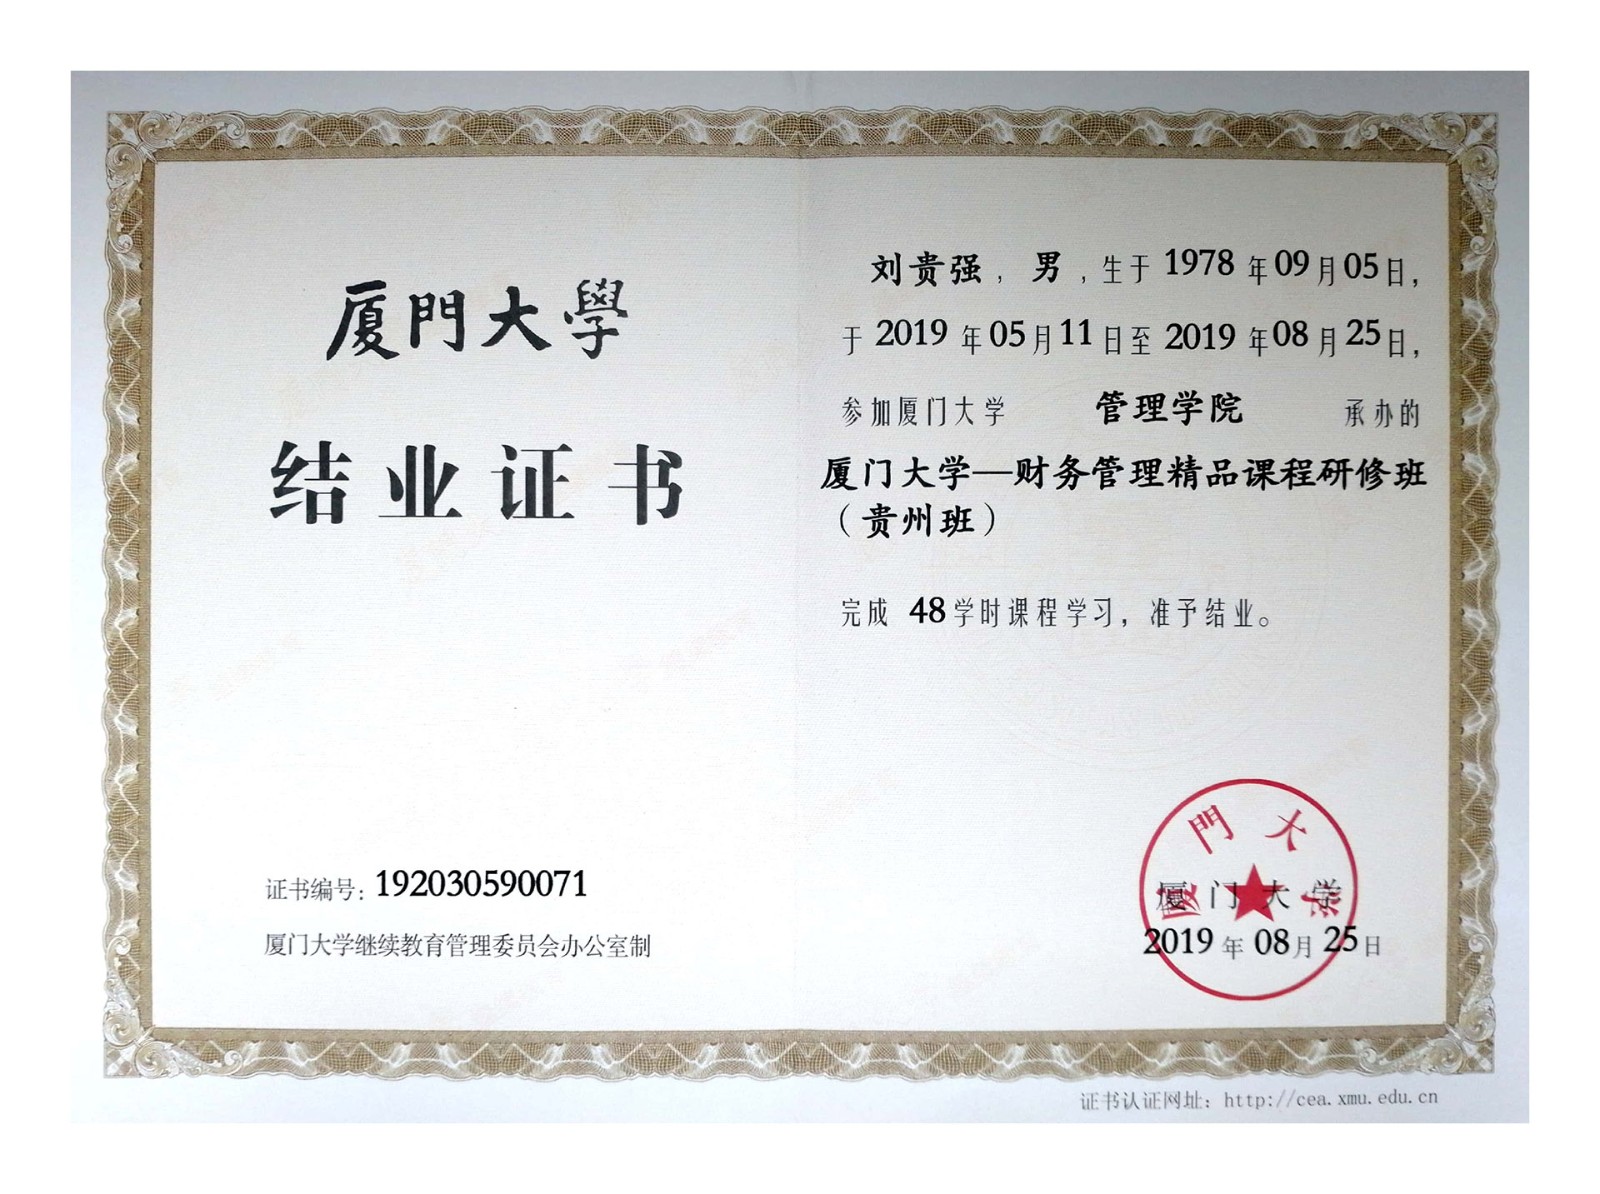 厦門大學
结业证书
证书编号：192030590071
厦门大学继续教育管理委员会办公室制
刘贵强，男，生于1978年09月05日，
于2019年05月11日至2019年08月25日，
参加厦门大学 管理学院 承办的
厦门大学—财务管理精品课程研修班
（贵州班）
完成 48学时课程学习，准予结业。
厦門大学
厦门大学
2019年08月25日
证书认证网址：http://cea.xmu.edu.cn